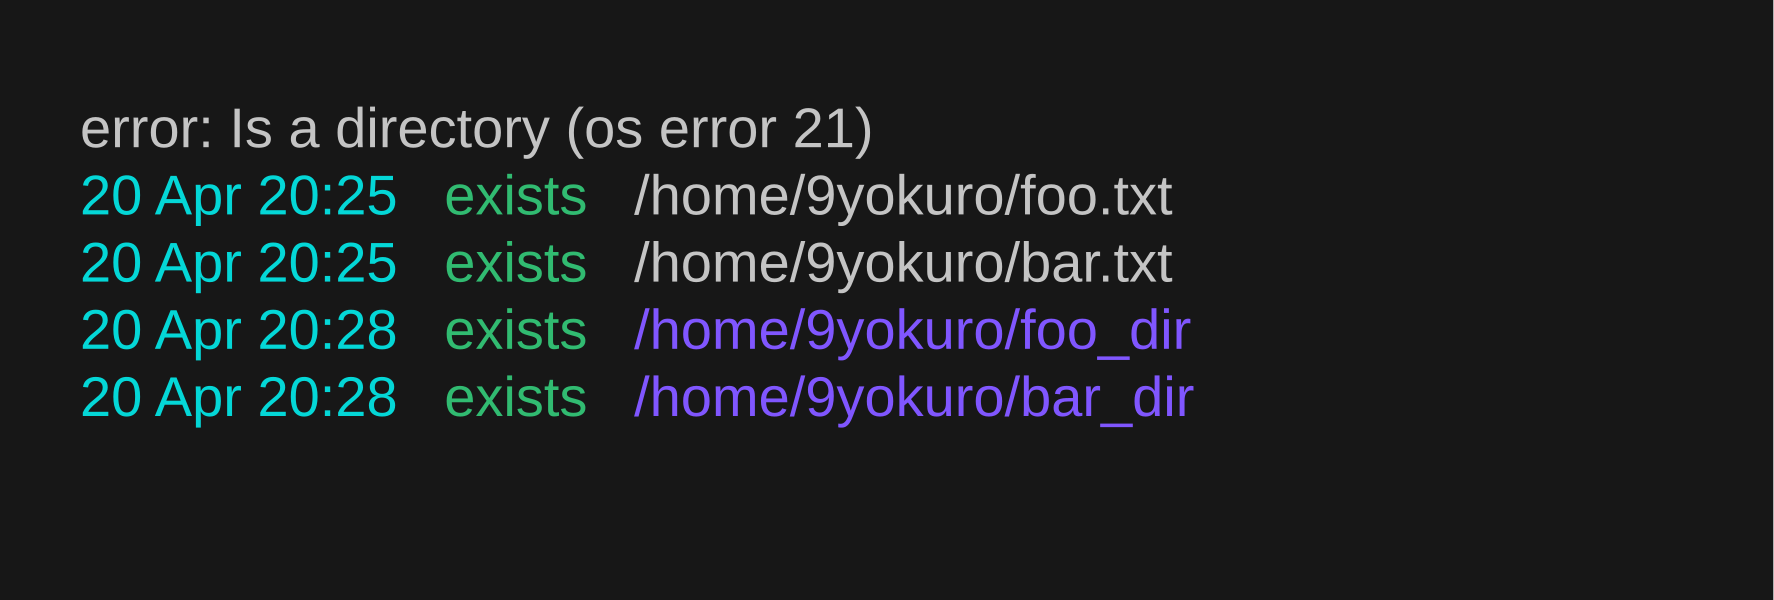 error: Is a directory (os error 21)
20 Apr 20:25 exists /home/9yokuro/foo.txt
20 Apr 20:25 exists /home/9yokuro/bar.txt
20 Apr 20:28 exists /home/9yokuro/foo_dir
20 Apr 20:28 exists /home/9yokuro/bar_dir